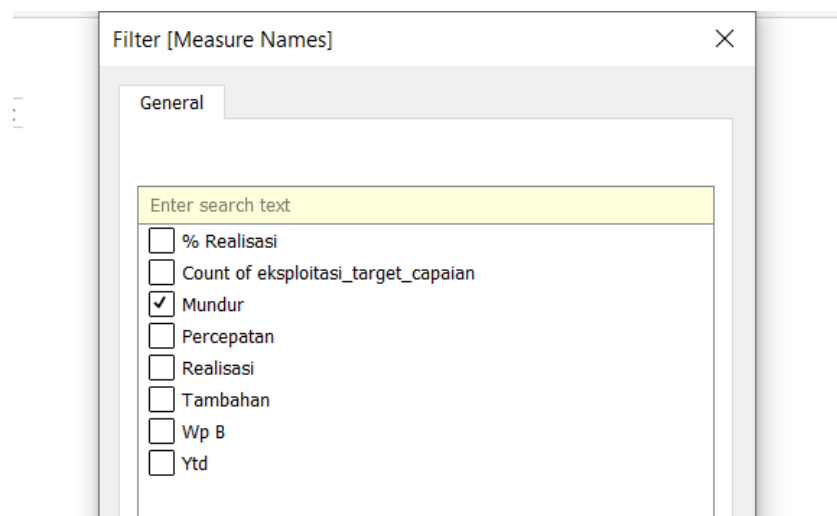 Filter [Measure Names]
General
Enter search text
% Realisasi
Count of eksploitasi_target_capaian
Mundur
Percepatan
Realisasi
Tambahan
Wp B
Ytd